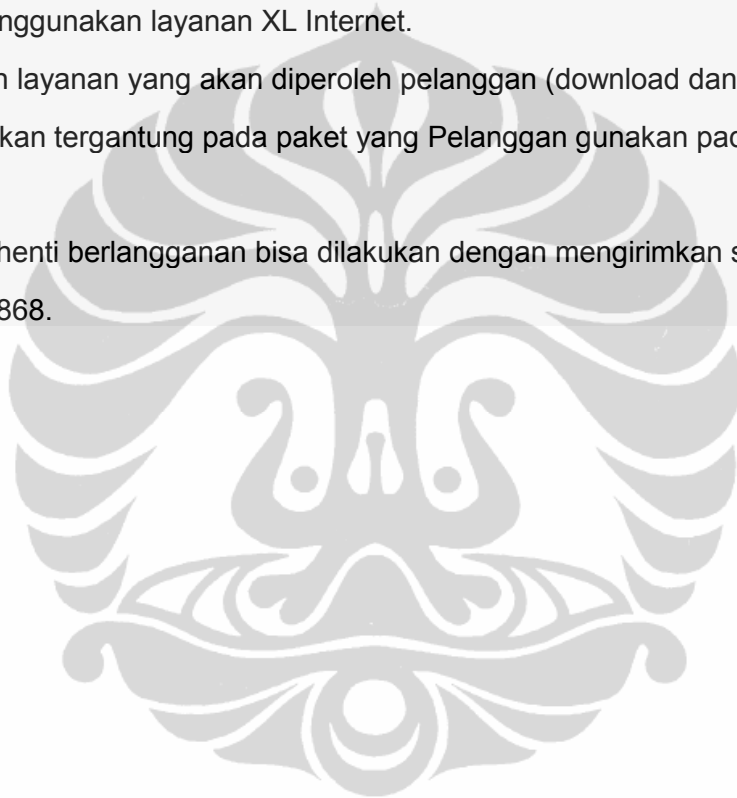 nggunakan layanan XL Internet.
n layanan yang akan diperoleh pelanggan (download dan
kan tergantung pada paket yang Pelanggan gunakan pad
henti berlangganan bisa dilakukan dengan mengirimkan s
868.